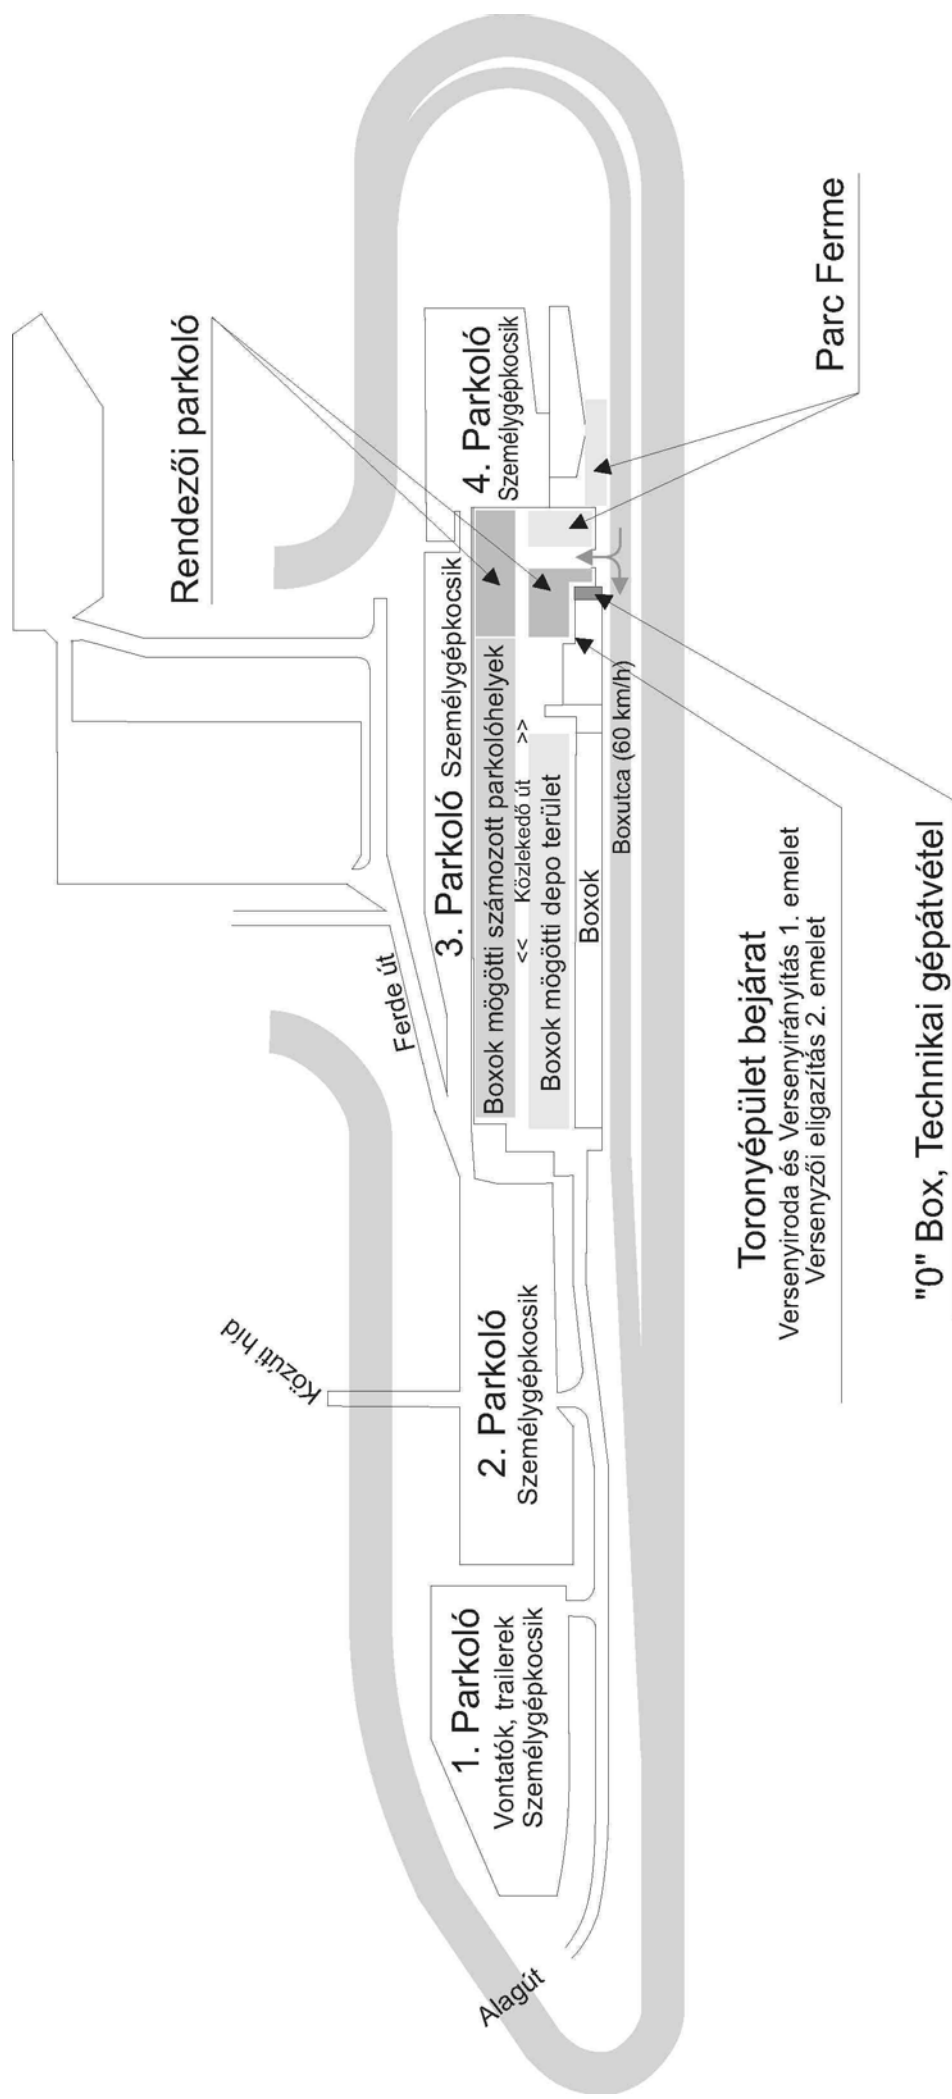 Rendezői parkoló
4. Parkoló
Személygépkocsik
Parc Ferme
3. Parkoló Személygépkocsik
Boxok mögötti számozott parkolóhelyek
<< Közlekedő út >>
Boxok mögötti depo terület
Boxok
Boxutca (60 km/h)
Ferde út
Közúti híd
2. Parkoló
Személygépkocsik
1. Parkoló
Vontatók, trailerek
Személygépkocsik
Alagút
Toronyépület bejárat
Versenyiroda és Versenyirányítás 1. emelet
Versenyzői eligazítás 2. emelet
"0" Box, Technikai gépátvétel